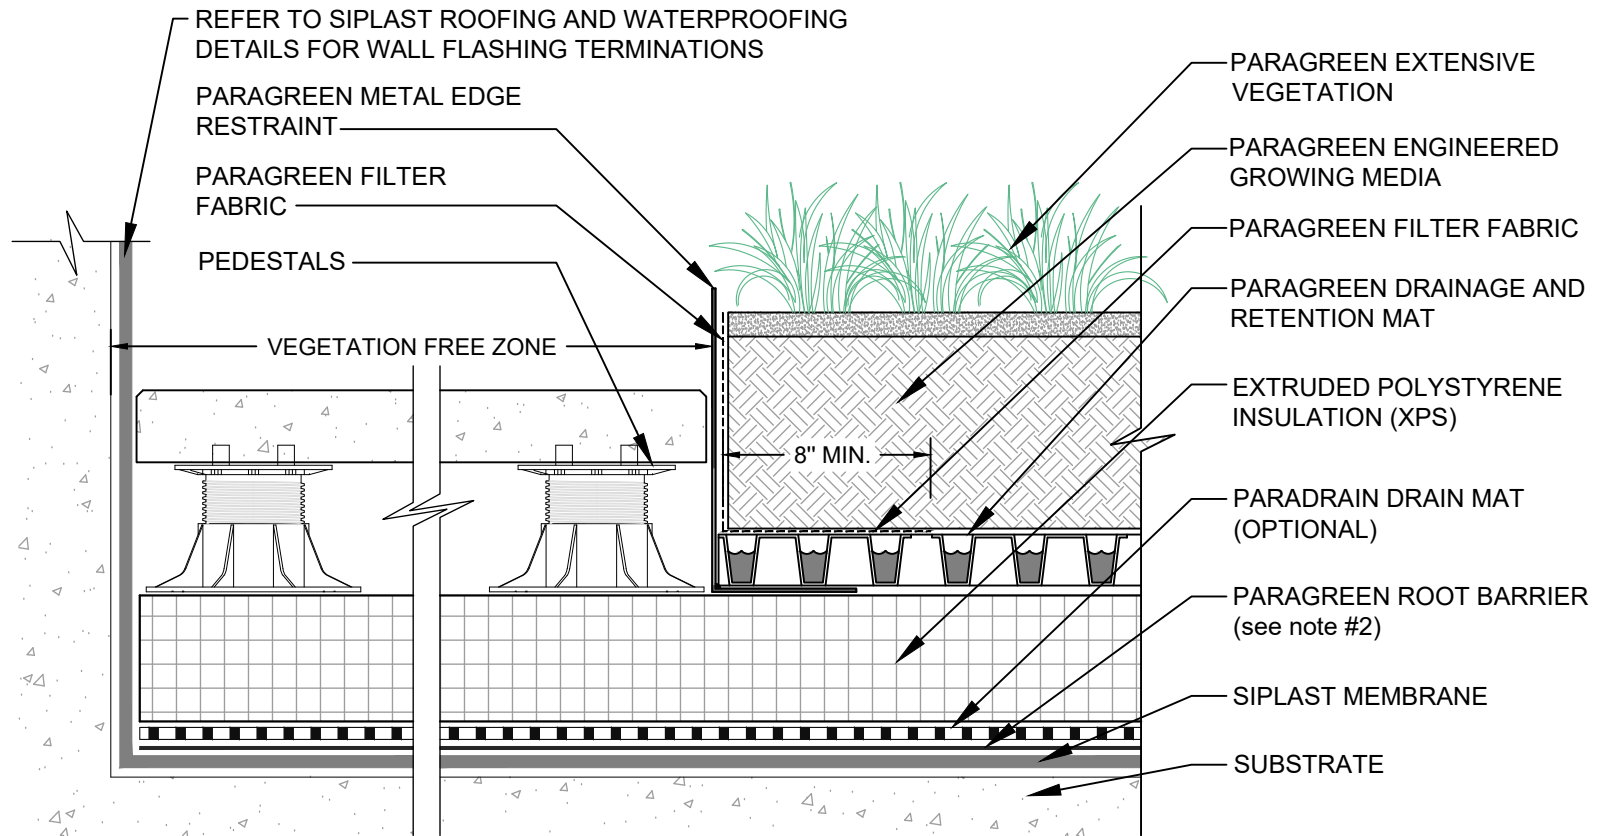 REFER TO SIPLAST ROOFING AND WATERPROOFING
DETAILS FOR WALL FLASHING TERMINATIONS
PARAGREEN METAL EDGE
RESTRAINT
PARAGREEN FILTER
FABRIC
PEDESTALS
VEGETATION FREE ZONE
8" MIN.
PARAGREEN EXTENSIVE
VEGETATION
PARAGREEN ENGINEERED
GROWING MEDIA
PARAGREEN FILTER FABRIC
PARAGREEN DRAINAGE AND
RETENTION MAT
EXTRUDED POLYSTYRENE
INSULATION (XPS)
PARADRAIN DRAIN MAT
(OPTIONAL)
PARAGREEN ROOT BARRIER
(see note #2)
SIPLAST MEMBRANE
SUBSTRATE